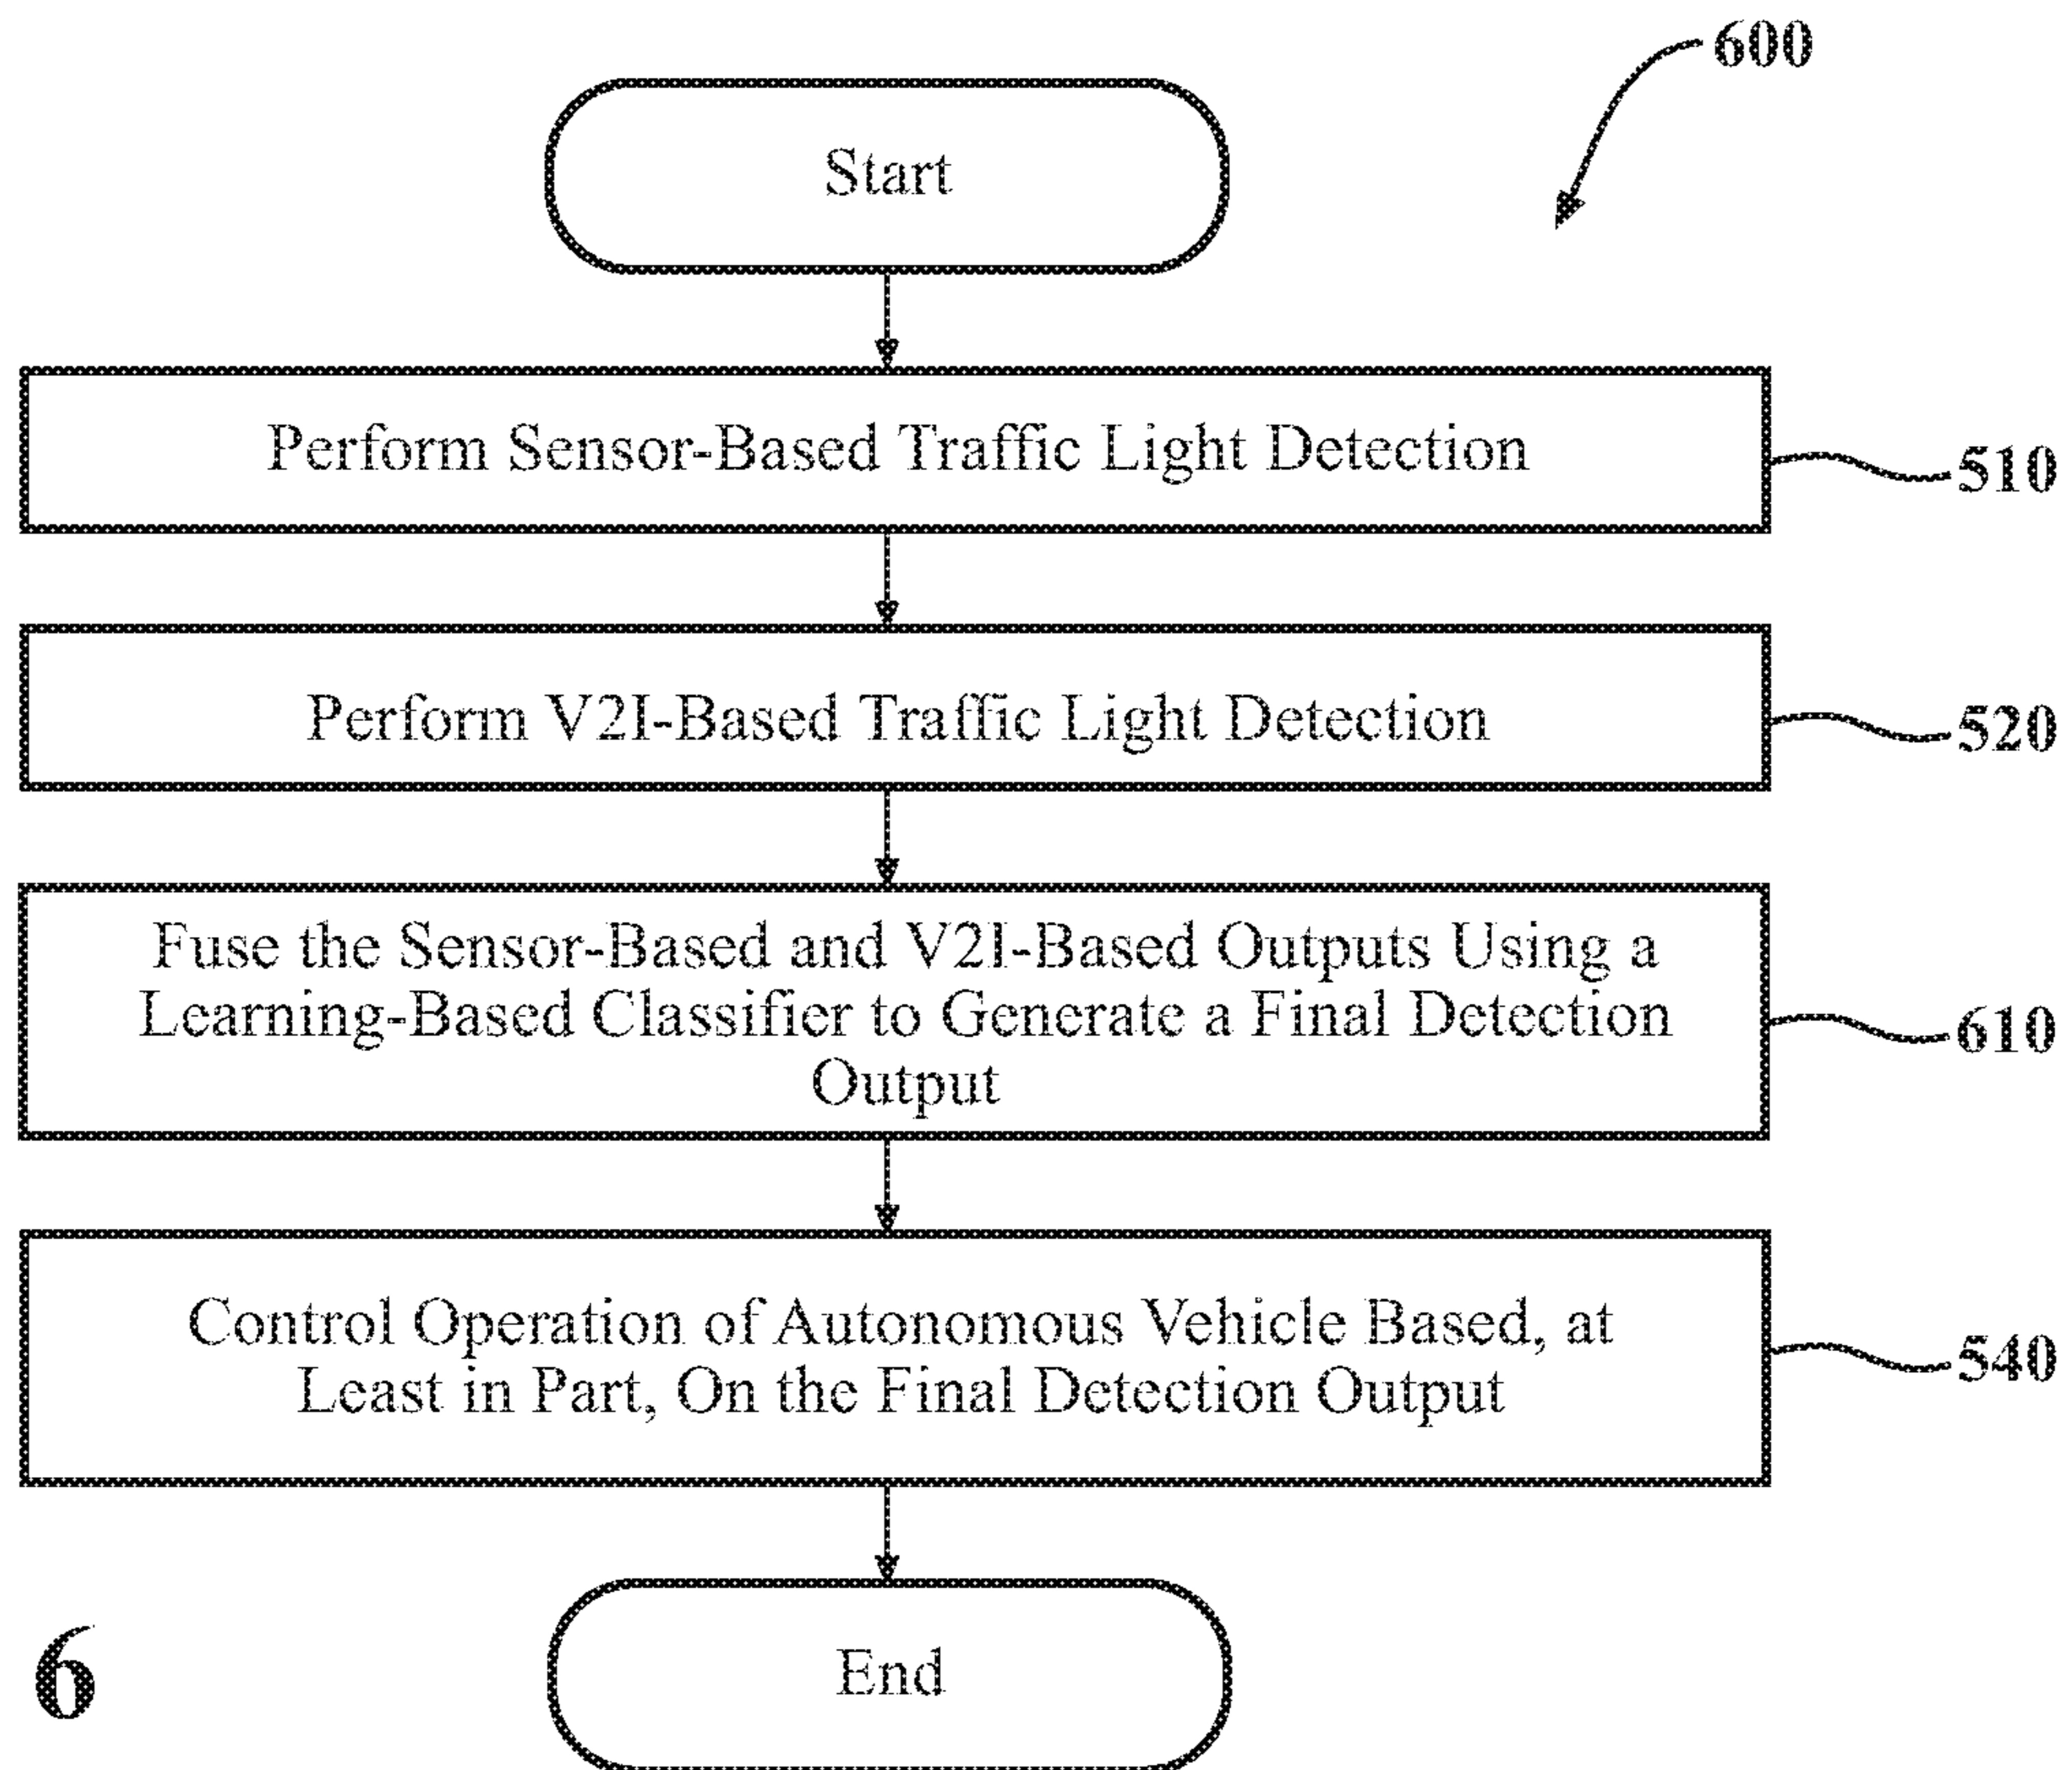 600
Start
Perform Sensor-Based Traffic Light Detection
510
Perform V2I-Based Traffic Light Detection
520
Fuse the Sensor-Based and V2I-Based Outputs Using a
Learning-Based Classifier to Generate a Final Detection
Output
610
Control Operation of Autonomous Vehicle Based, at
Least in Part, On the Final Detection Output
540
End
6